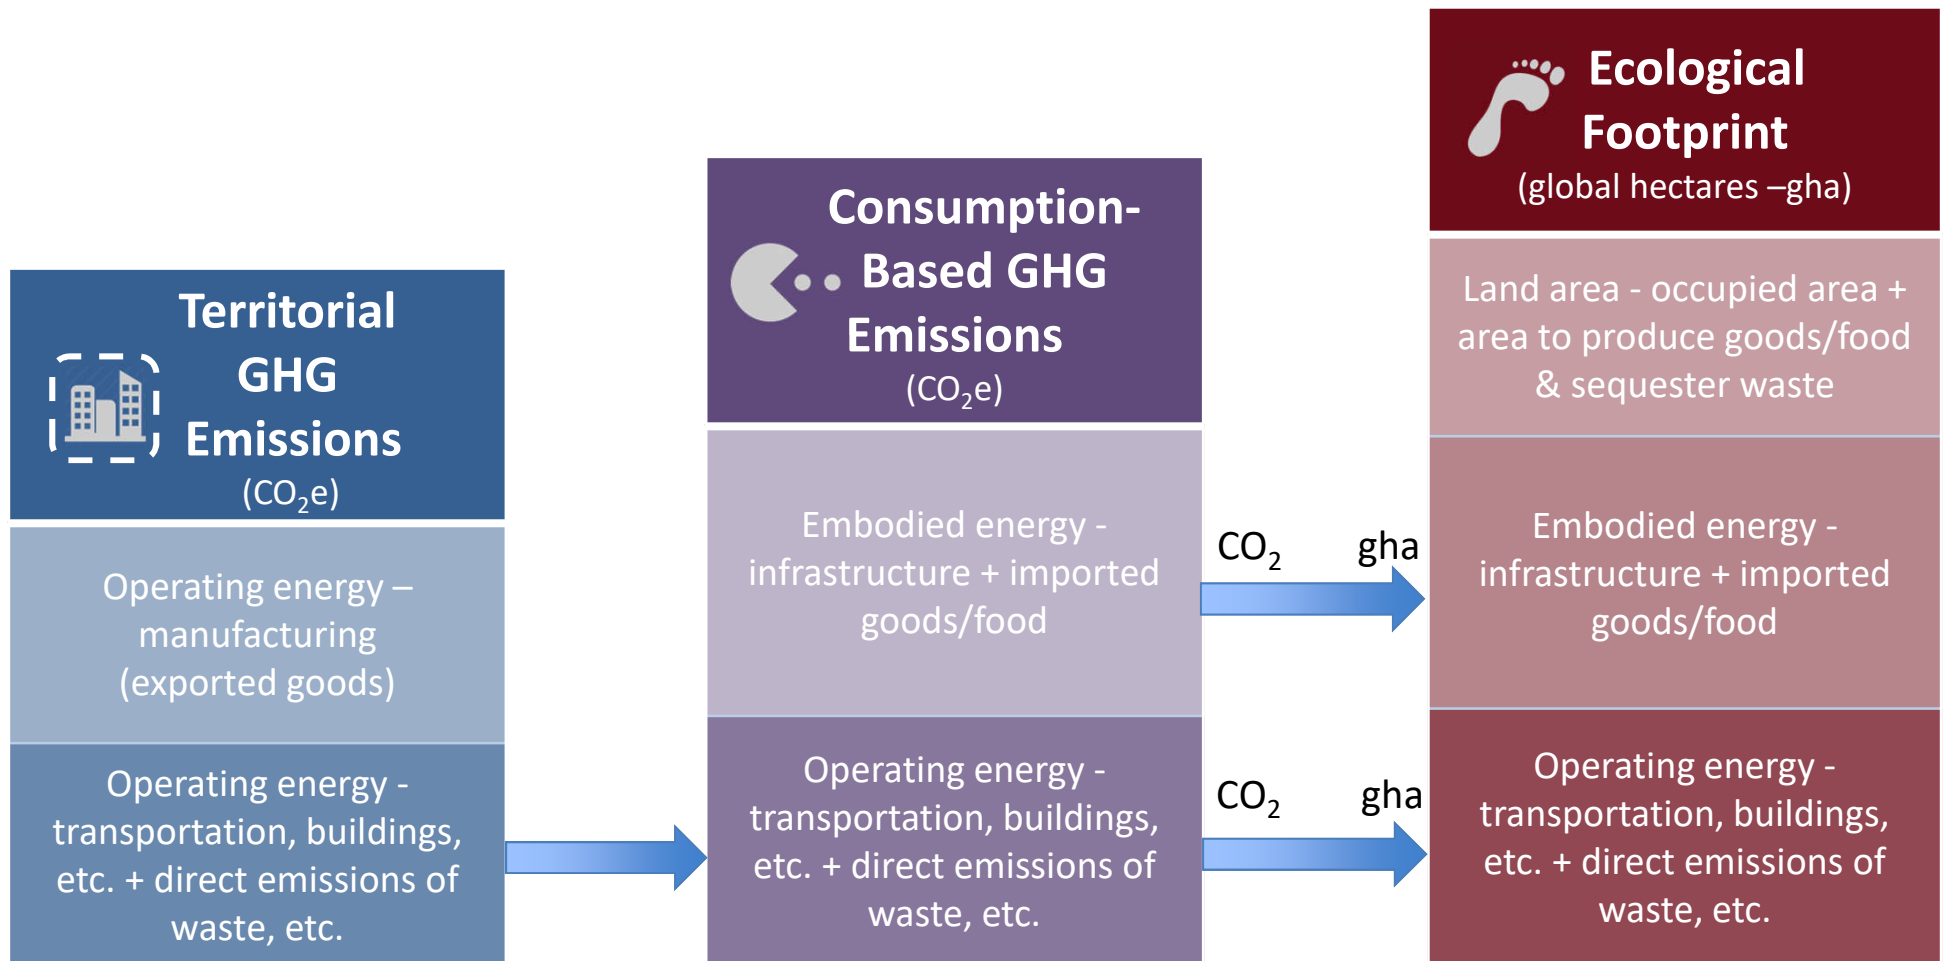 Territorial
GHG
Emissions
(CO₂e)
Operating energy –
manufacturing
(exported goods)
Operating energy -
transportation, buildings,
etc. + direct emissions of
waste, etc.
Consumption-
Based GHG
Emissions
(CO₂e)
Embodied energy -
infrastructure + imported
goods/food
Operating energy -
transportation, buildings,
etc. + direct emissions of
waste, etc.
CO₂ gha
CO₂ gha
Ecological
Footprint
(global hectares –gha)
Land area - occupied area +
area to produce goods/food
& sequester waste
Embodied energy -
infrastructure + imported
goods/food
Operating energy -
transportation, buildings,
etc. + direct emissions of
waste, etc.